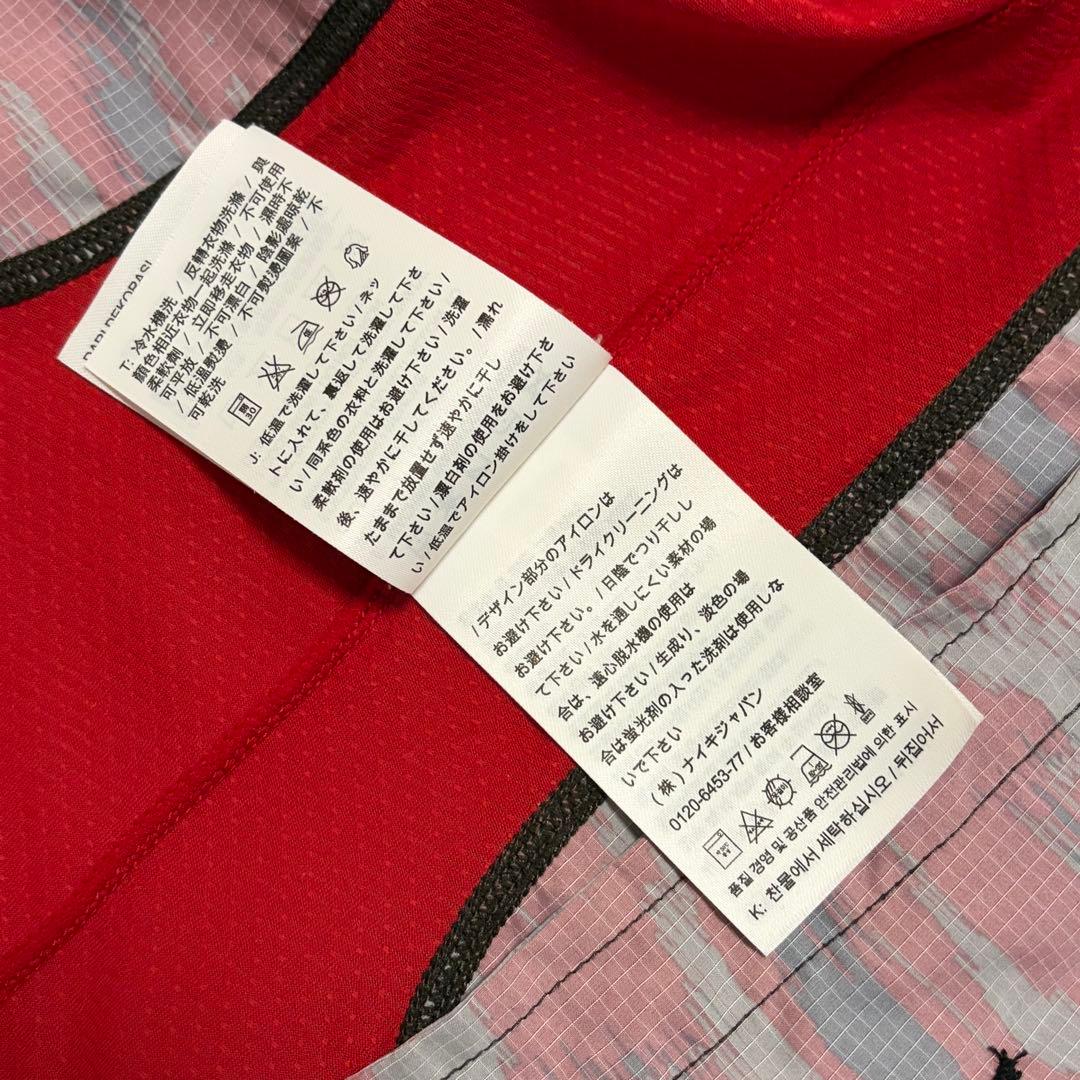 DARI DEKORASI
T: 冷水機洗 / 反轉衣物洗滌 / 與
顏色相近衣物一起洗滌 / 不可使用
柔軟劑 / 立即移走衣物 / 濕時不
可平放 / 不可漂白 / 陰影處晾乾
/ 低溫熨燙 / 不可熨燙圖案 / 不
可乾洗
J: 低温で洗濯して下さい / ネッ
トに入れて、裏返して洗濯して下さ
い / 同系色の衣料と洗濯して下さい /
柔軟剤の使用はお避け下さい / 洗濯
後、速やかに干してください。 / 濡れ
たままで放置せず速やかに干し
て下さい / 漂白剤の使用をお避け下さ
い / 低温でアイロン掛けをして下さい
/ デザイン部分のアイロンは
お避け下さい / ドライクリーニングは
お避け下さい。 / 日陰でつり干しし
て下さい / 水を通しにくい素材の場
合は、遠心脱水機の使用は
お避け下さい / 生成り、淡色の場
合は蛍光剤の入った洗剤は使用しな
いで下さい
(株) ナイキジャパン
0120-6453-77 / お客様相談室
품질 경영 및 공산품 안전관리법에 의한 표시
K: 찬물에서 세탁하십시오 / 뒤집어서